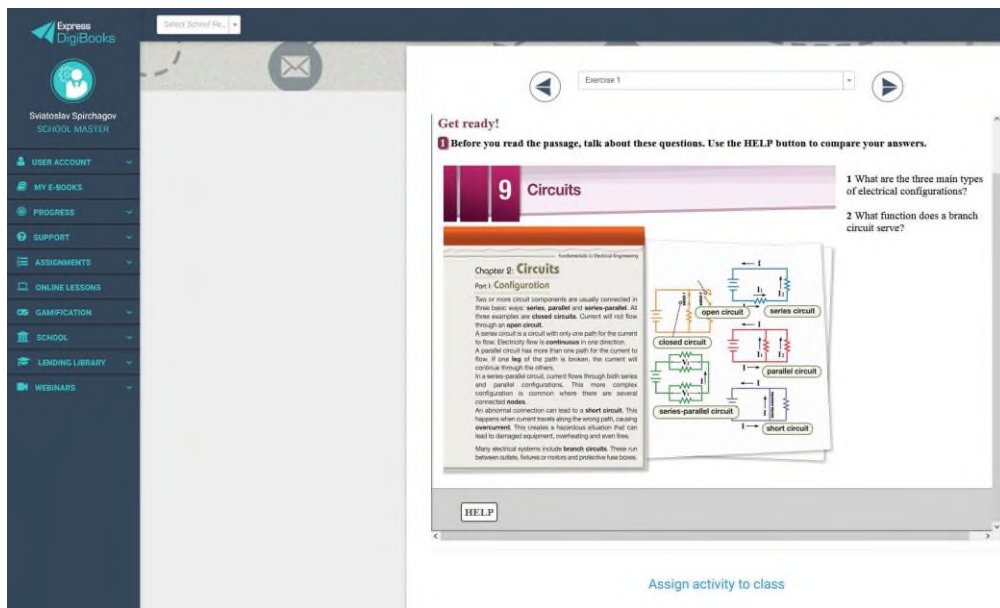 Express
DigiBooks
Select School Pe...
Sviatoslav Spirchagov
SCHOOL MASTER
USER ACCOUNT
MY E-BOOKS
PROGRESS
SUPPORT
ASSIGNMENTS
ONLINE LESSONS
GAMIFICATION
SCHOOL
LENDING LIBRARY
WEBINARS
Exercise 1
Get ready!
1 Before you read the passage, talk about these questions. Use the HELP button to compare your answers.
9 Circuits
1 What are the three main types
of electrical configurations?
2 What function does a branch
circuit serve?
Fundamentals in Electrical Engineering
Chapter 2: Circuits
Part I: Configuration
Two or more circuit components are usually connected in
three basic ways: series, parallel and series-parallel. All
three examples are closed circuits. Current will not flow
through an open circuit.
A series circuit is a circuit with only one path for the current
to flow. Electricity flow is continuous in one direction.
A parallel circuit has more than one path for the current to
flow. If one leg of the path is broken, the current will
continue through the others.
In a series-parallel circuit, current flows through both series
and parallel configurations. This more complex
configuration is common where there are several
connected nodes.
An abnormal connection can lead to a short circuit. This
happens when current travels along the wrong path, causing
overcurrent. This creates a hazardous situation that can
lead to damaged equipment, overheating and even fires.
Many electrical systems include branch circuits. These run
between outlets, fixtures or motors and protective fuse boxes.
I
I₁
I₂
open circuit
series circuit
closed circuit
I
I₁
I₂
I
parallel circuit
V₁
V₂
I
series-parallel circuit
I
I
short circuit
HELP
Assign activity to class